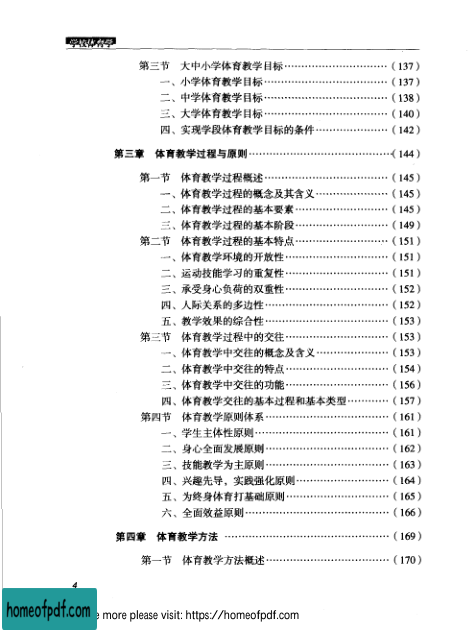 学校体育学
第三节 大中小学体育教学目标……………………………(137)
一、小学体育教学目标…………………………………(137)
二、中学体育教学目标…………………………………(138)
三、大学体育教学目标…………………………………(140)
四、实现学段体育教学目标的条件……………………(142)
第三章 体育教学过程与原则………………………………………(144)
第一节 体育教学过程概述…………………………………(145)
一、体育教学过程的概念及其含义……………………(145)
二、体育教学过程的基本要素…………………………(145)
三、体育教学过程的基本阶段…………………………(149)
第二节 体育教学过程的基本特点…………………………(151)
一、体育教学环境的开放性……………………………(151)
二、运动技能学习的重复性……………………………(151)
三、承受身心负荷的双重性……………………………(152)
四、人际关系的多边性…………………………………(152)
五、教学效果的综合性…………………………………(153)
第三节 体育教学过程中的交往……………………………(153)
一、体育教学中交往的概念及含义……………………(153)
二、体育教学中交往的特点……………………………(154)
三、体育教学中交往的功能……………………………(156)
四、体育教学交往的基本过程和基本类型…………(157)
第四节 体育教学原则体系…………………………………(161)
一、学生主体性原则……………………………………(161)
二、身心全面发展原则…………………………………(162)
三、技能教学为主原则…………………………………(163)
四、兴趣先导，实践强化原则…………………………(164)
五、为终身体育打基础原则……………………………(165)
六、全面效益原则………………………………………(166)
第四章 体育教学方法………………………………………………(169)
第一节 体育教学方法概述…………………………………(170)
4
homeofpdf.com
e more please visit: https://homeofpdf.com